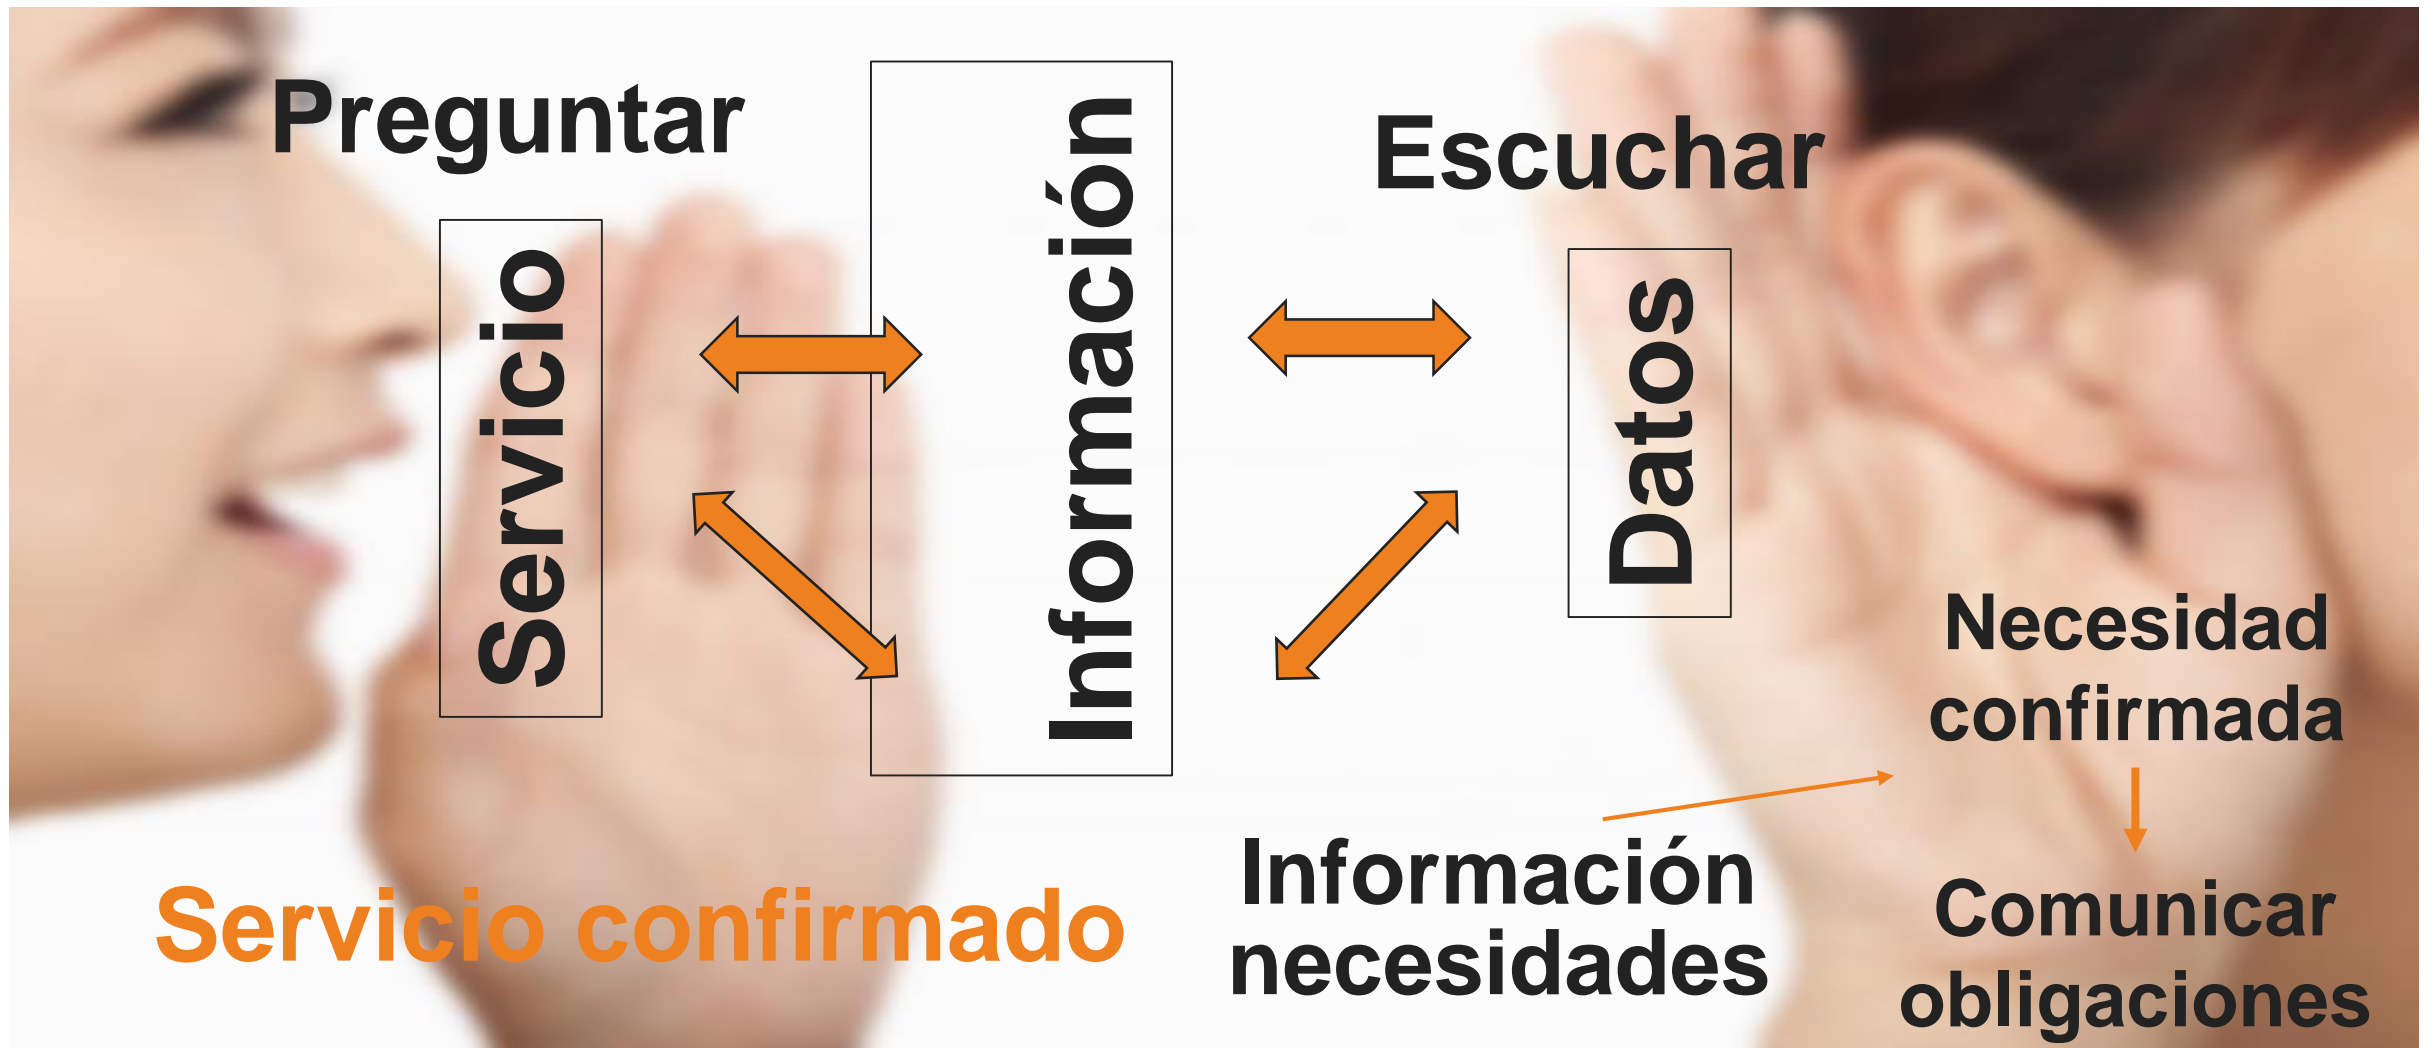 Preguntar
Servicio
Información
Escuchar
Datos
Servicio confirmado
Información
necesidades
Necesidad
confirmada
Comunicar
obligaciones